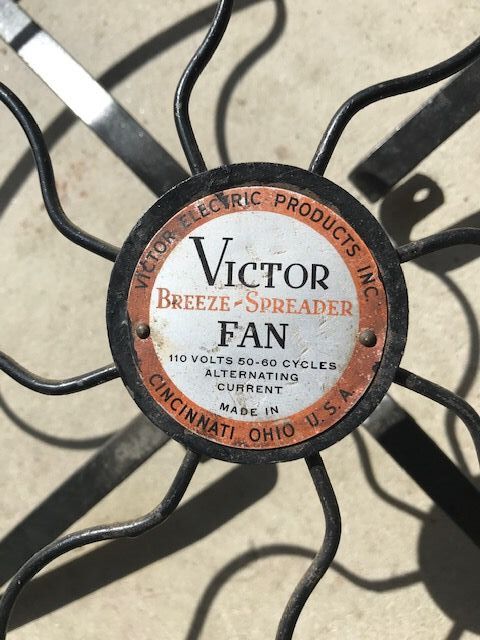 VICTOR ELECTRIC PRODUCTS INC.
VICTOR
BREEZE-SPREADER
FAN
110 VOLTS 50-60 CYCLES
ALTERNATING
CURRENT
MADE IN
CINCINNATI, OHIO U.S.A.